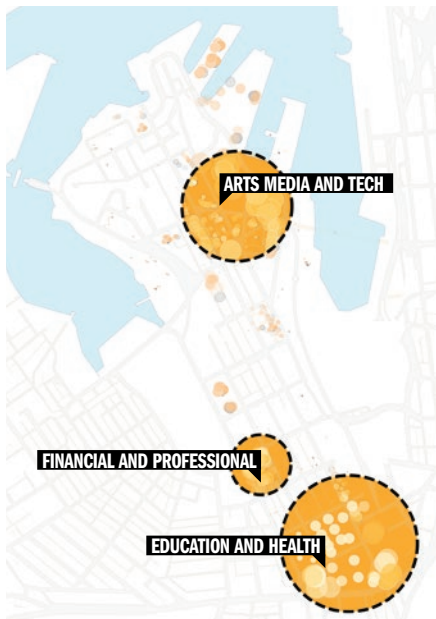 ARTS MEDIA AND TECH
FINANCIAL AND PROFESSIONAL
EDUCATION AND HEALTH